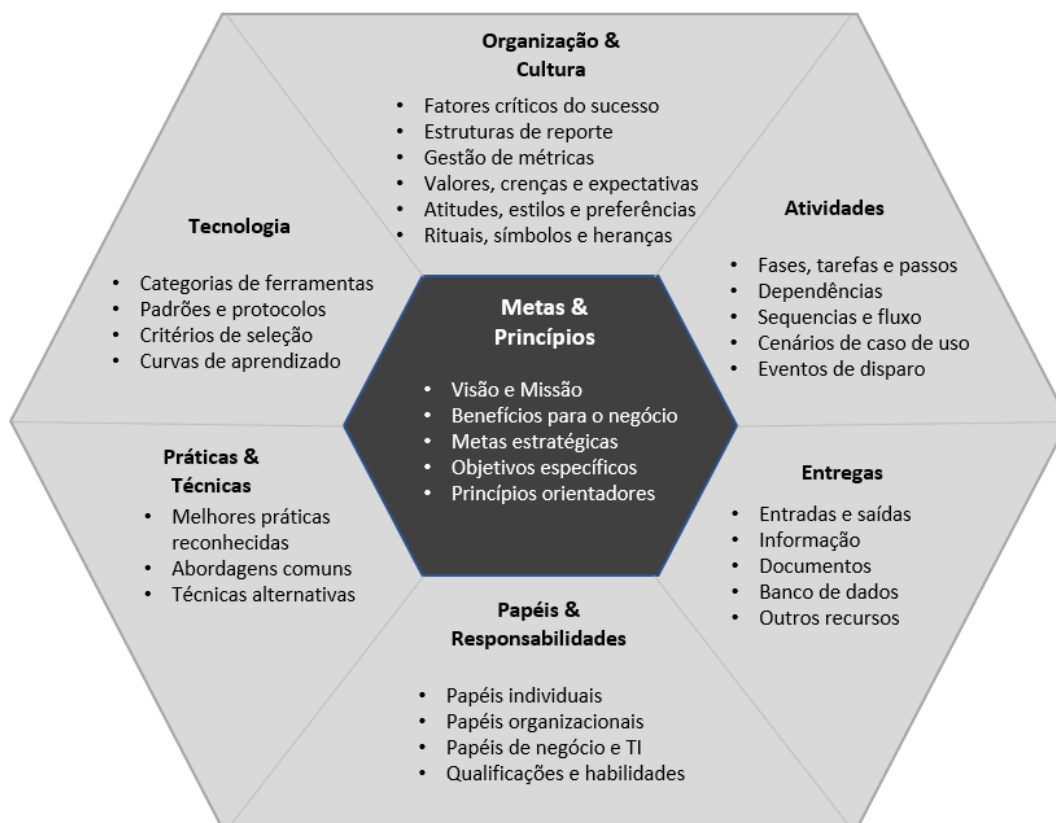 Organização &
Cultura
• Fatores críticos do sucesso
• Estruturas de reporte
• Gestão de métricas
• Valores, crenças e expectativas
• Atitudes, estilos e preferências
• Rituais, símbolos e heranças
Tecnologia
• Categorias de ferramentas
• Padrões e protocolos
• Critérios de seleção
• Curvas de aprendizado
Atividades
• Fases, tarefas e passos
• Dependências
• Sequencias e fluxo
• Cenários de caso de uso
• Eventos de disparo
Metas &
Princípios
• Visão e Missão
• Benefícios para o negócio
• Metas estratégicas
• Objetivos específicos
• Princípios orientadores
Práticas &
Técnicas
• Melhores práticas
reconhecidas
• Abordagens comuns
• Técnicas alternativas
Entregas
• Entradas e saídas
• Informação
• Documentos
• Banco de dados
• Outros recursos
Papéis &
Responsabilidades
• Papéis individuais
• Papéis organizacionais
• Papéis de negócio e TI
• Qualificações e habilidades